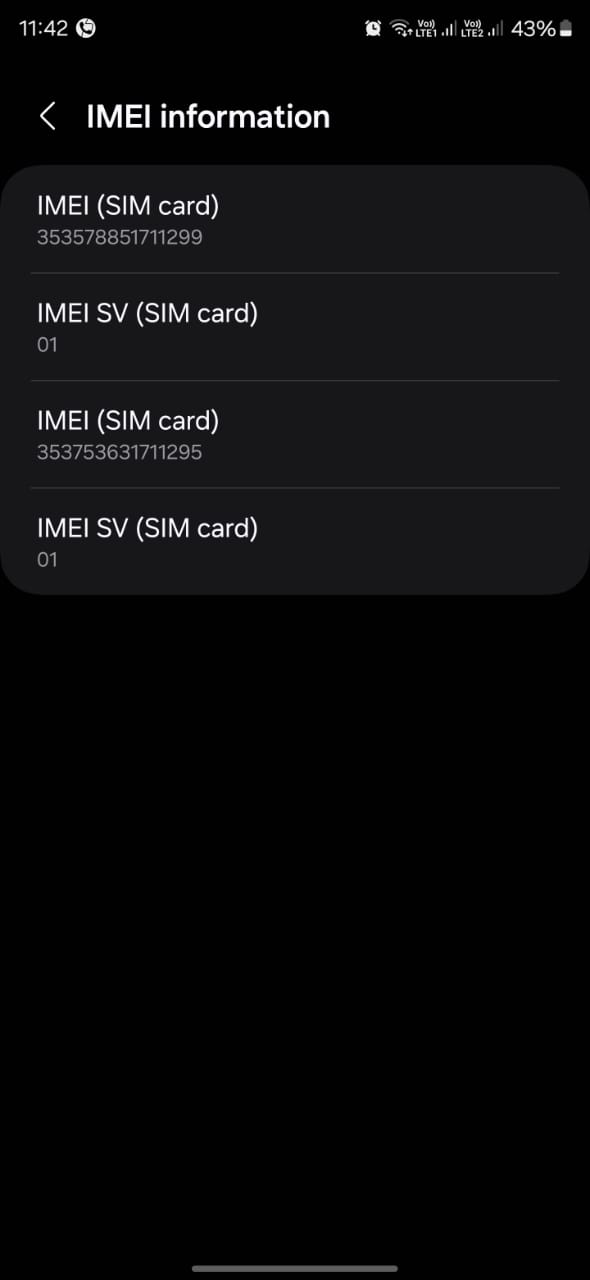 11:42 Vo)) LTE1 Vo)) LTE2 43%
IMEI information
IMEI (SIM card)
353578851711299
IMEI SV (SIM card)
01
IMEI (SIM card)
353753631711295
IMEI SV (SIM card)
01